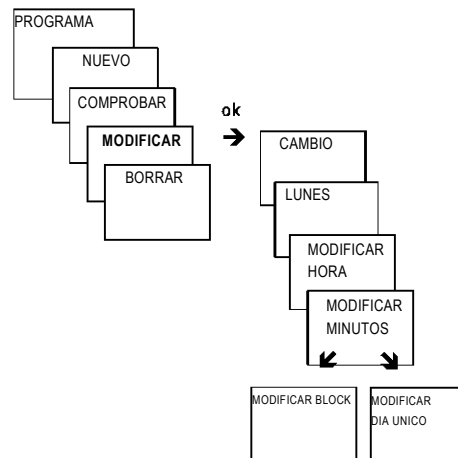 PROGRAMA
NUEVO
COMPROBAR
MODIFICAR
BORRAR
ok
CAMBIO
LUNES
MODIFICAR
HORA
MODIFICAR
MINUTOS
MODIFICAR BLOCK
MODIFICAR
DIA UNICO